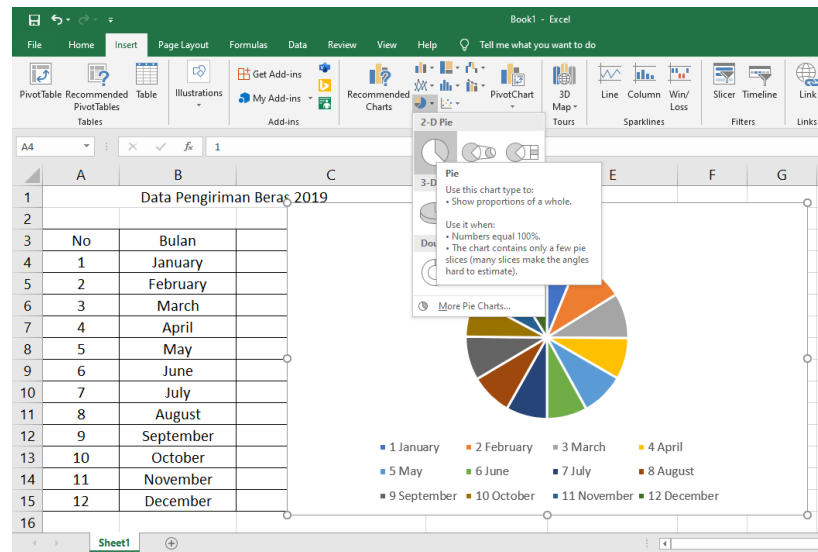 Book1 - Excel
File Home Insert Page Layout Formulas Data Review View Help Tell me what you want to do
PivotTable Recommended PivotTables Table
Illustrations
Get Add-ins
My Add-ins
Recommended Charts
PivotChart
3D Map
Line Column Win/Loss
Slicer Timeline
Link
Tables Add-ins Tours Sparklines Filters Links
A4 fx 1
2-D Pie
3-D
Dou
More Pie Charts...
Pie
Use this chart type to:
• Show proportions of a whole.
Use it when:
• Numbers equal 100%.
• The chart contains only a few pie
slices (many slices make the angles
hard to estimate).
A B C E F G
1 Data Pengiriman Beras 2019
2
3 No Bulan
4 1 January
5 2 February
6 3 March
7 4 April
8 5 May
9 6 June
10 7 July
11 8 August
12 9 September
13 10 October
14 11 November
15 12 December
16
1 January 2 February 3 March 4 April
5 May 6 June 7 July 8 August
9 September 10 October 11 November 12 December
Sheet1